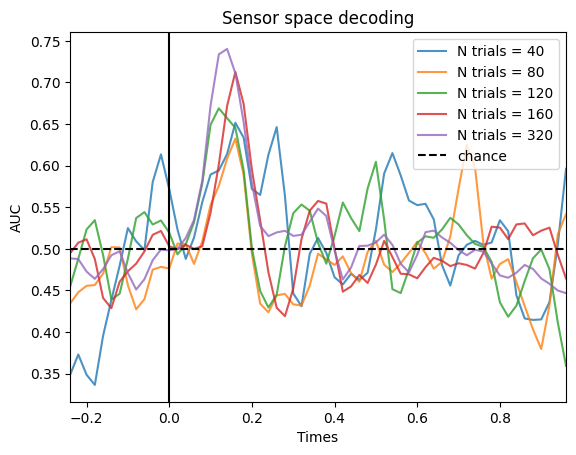 Sensor space decoding
AUC
0.75
0.70
0.65
0.60
0.55
0.50
0.45
0.40
0.35
N trials = 40
N trials = 80
N trials = 120
N trials = 160
N trials = 320
chance
−0.2 0.0 0.2 0.4 0.6 0.8
Times